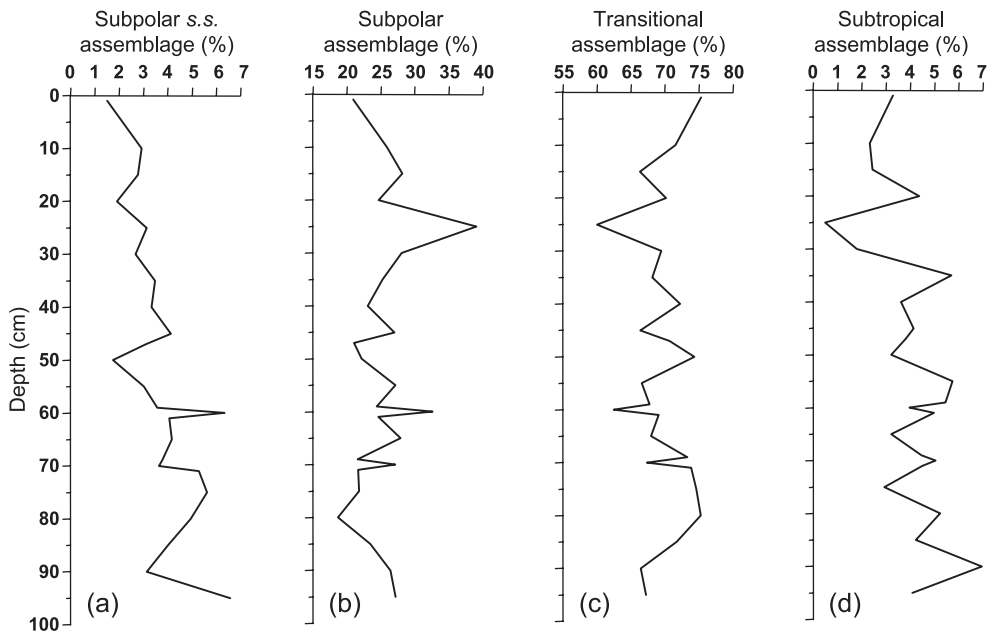 Subpolar s.s.
assemblage (%)
0 1 2 3 4 5 6 7
Subpolar
assemblage (%)
15 20 25 30 35 40
Transitional
assemblage (%)
55 60 65 70 75 80
Subtropical
assemblage (%)
0 1 2 3 4 5 6 7
Depth (cm)
0
10
20
30
40
50
60
70
80
90
100
(a)
(b)
(c)
(d)